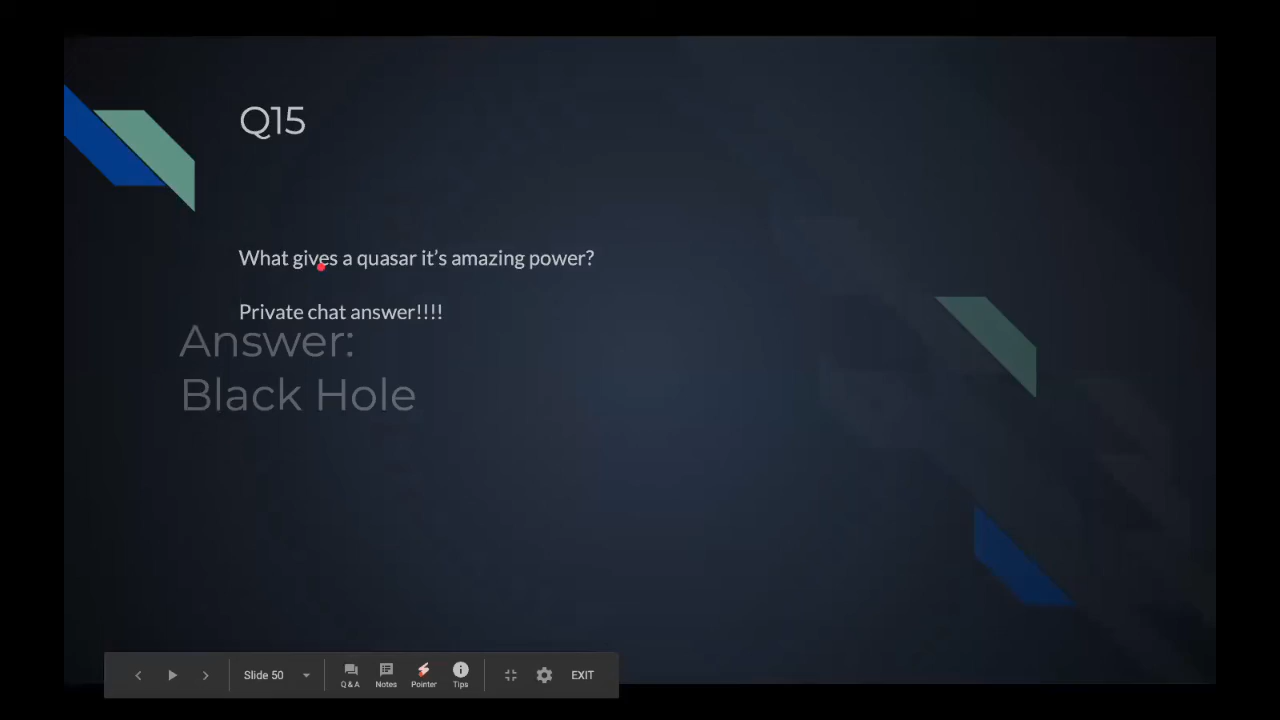 Q15
What gives a quasar it’s amazing power?
Private chat answer!!!!
Answer:
Black Hole
Slide 50
Q & A
Notes
Pointer
Tips
EXIT